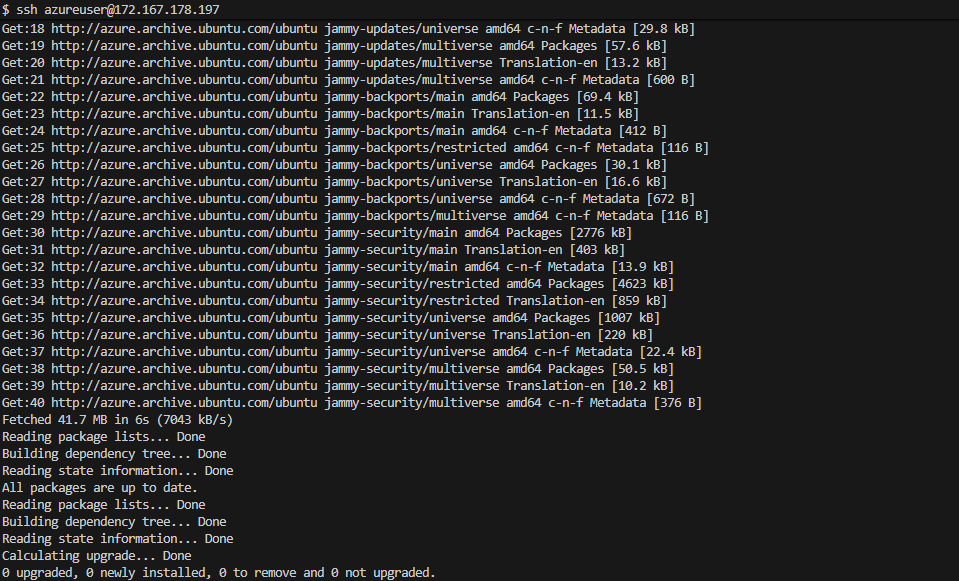 $ ssh azureuser@172.167.178.197
Get:18 http://azure.archive.ubuntu.com/ubuntu jammy-updates/universe amd64 c-n-f Metadata [29.8 kB]
Get:19 http://azure.archive.ubuntu.com/ubuntu jammy-updates/multiverse amd64 Packages [57.6 kB]
Get:20 http://azure.archive.ubuntu.com/ubuntu jammy-updates/multiverse Translation-en [13.2 kB]
Get:21 http://azure.archive.ubuntu.com/ubuntu jammy-updates/multiverse amd64 c-n-f Metadata [600 B]
Get:22 http://azure.archive.ubuntu.com/ubuntu jammy-backports/main amd64 Packages [69.4 kB]
Get:23 http://azure.archive.ubuntu.com/ubuntu jammy-backports/main Translation-en [11.5 kB]
Get:24 http://azure.archive.ubuntu.com/ubuntu jammy-backports/main amd64 c-n-f Metadata [412 B]
Get:25 http://azure.archive.ubuntu.com/ubuntu jammy-backports/restricted amd64 c-n-f Metadata [116 B]
Get:26 http://azure.archive.ubuntu.com/ubuntu jammy-backports/universe amd64 Packages [30.1 kB]
Get:27 http://azure.archive.ubuntu.com/ubuntu jammy-backports/universe Translation-en [16.6 kB]
Get:28 http://azure.archive.ubuntu.com/ubuntu jammy-backports/universe amd64 c-n-f Metadata [672 B]
Get:29 http://azure.archive.ubuntu.com/ubuntu jammy-backports/multiverse amd64 c-n-f Metadata [116 B]
Get:30 http://azure.archive.ubuntu.com/ubuntu jammy-security/main amd64 Packages [2776 kB]
Get:31 http://azure.archive.ubuntu.com/ubuntu jammy-security/main Translation-en [403 kB]
Get:32 http://azure.archive.ubuntu.com/ubuntu jammy-security/main amd64 c-n-f Metadata [13.9 kB]
Get:33 http://azure.archive.ubuntu.com/ubuntu jammy-security/restricted amd64 Packages [4623 kB]
Get:34 http://azure.archive.ubuntu.com/ubuntu jammy-security/restricted Translation-en [859 kB]
Get:35 http://azure.archive.ubuntu.com/ubuntu jammy-security/universe amd64 Packages [1007 kB]
Get:36 http://azure.archive.ubuntu.com/ubuntu jammy-security/universe Translation-en [220 kB]
Get:37 http://azure.archive.ubuntu.com/ubuntu jammy-security/universe amd64 c-n-f Metadata [22.4 kB]
Get:38 http://azure.archive.ubuntu.com/ubuntu jammy-security/multiverse amd64 Packages [50.5 kB]
Get:39 http://azure.archive.ubuntu.com/ubuntu jammy-security/multiverse Translation-en [10.2 kB]
Get:40 http://azure.archive.ubuntu.com/ubuntu jammy-security/multiverse amd64 c-n-f Metadata [376 B]
Fetched 41.7 MB in 6s (7043 kB/s)
Reading package lists... Done
Building dependency tree... Done
Reading state information... Done
All packages are up to date.
Reading package lists... Done
Building dependency tree... Done
Reading state information... Done
Calculating upgrade... Done
0 upgraded, 0 newly installed, 0 to remove and 0 not upgraded.